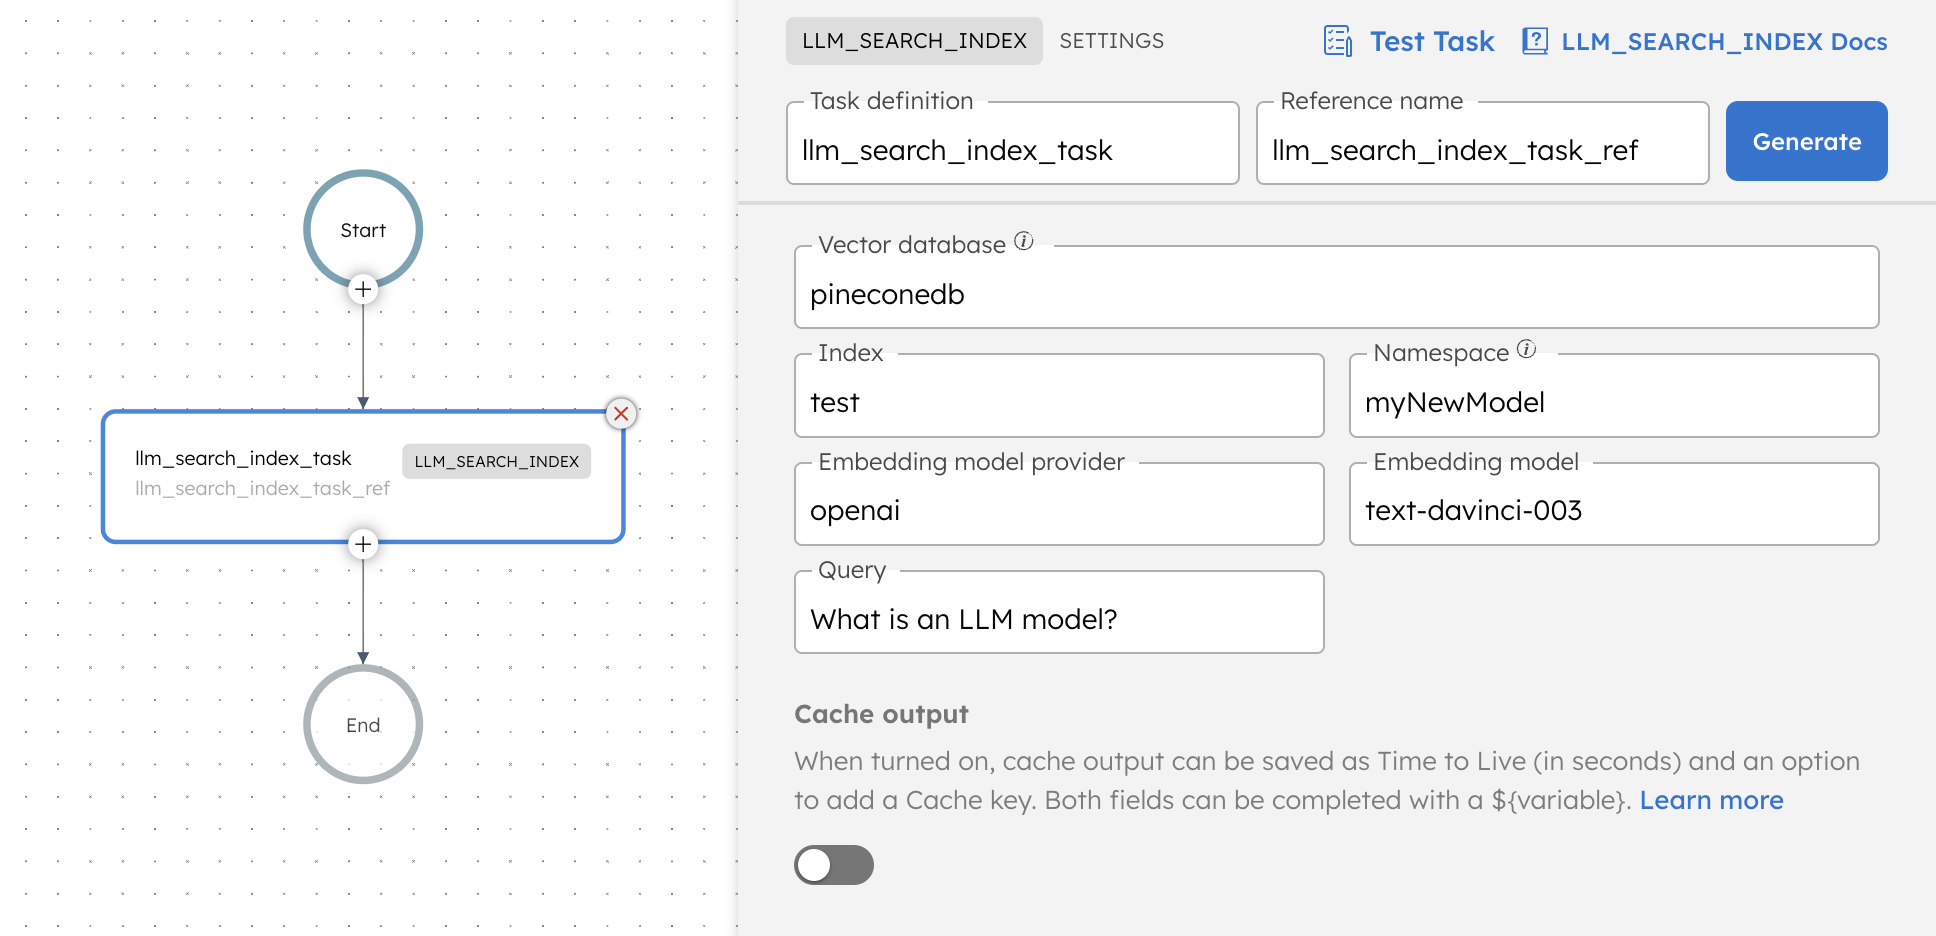 Start
llm_search_index_task
LLM_SEARCH_INDEX
llm_search_index_task_ref
End
LLM_SEARCH_INDEX
SETTINGS
Test Task
LLM_SEARCH_INDEX Docs
Task definition
llm_search_index_task
Reference name
llm_search_index_task_ref
Generate
Vector database
pineconedb
Index
test
Namespace
myNewModel
Embedding model provider
openai
Embedding model
text-davinci-003
Query
What is an LLM model?
Cache output
When turned on, cache output can be saved as Time to Live (in seconds) and an option
to add a Cache key. Both fields can be completed with a ${variable}. Learn more